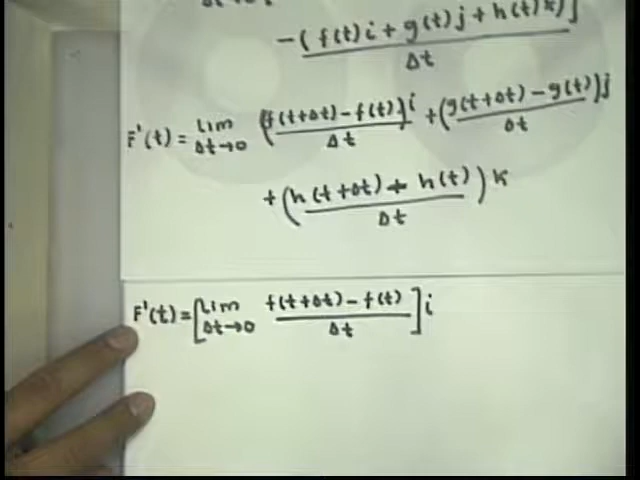 -(f(t)i+g(t)j+h(t)k)]
Δt
F'(t)= lim Δt→0 (f(t+Δt)-f(t))i / Δt +(g(t+Δt)-g(t))j / Δt
+(h(t+Δt)+h(t))k / Δt
F'(t)=[lim Δt→0 f(t+Δt)-f(t) / Δt]i